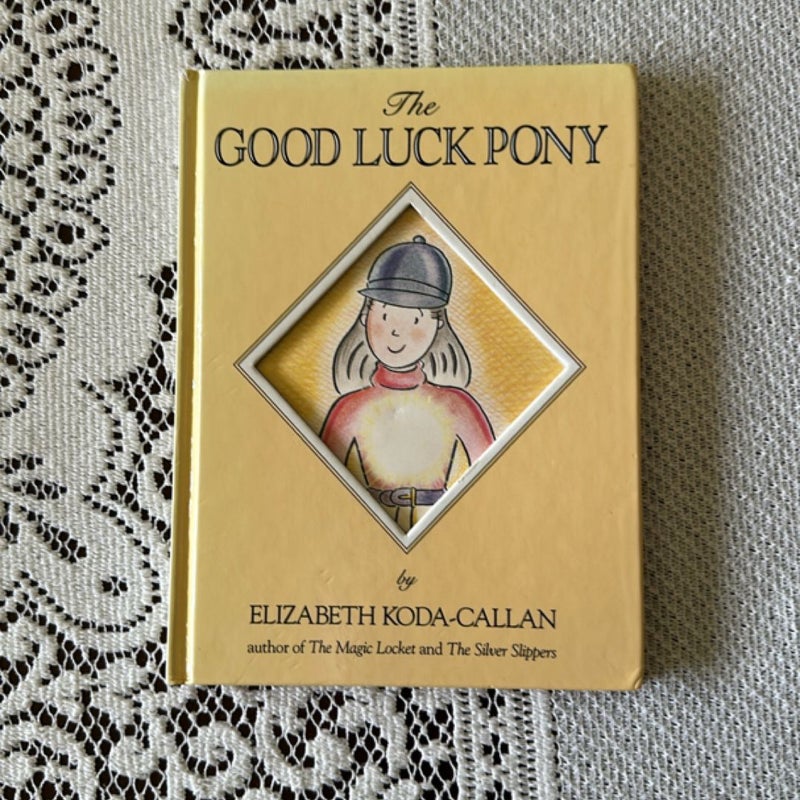 The
GOOD LUCK PONY
by
ELIZABETH KODA-CALLAN
author of The Magic Locket and The Silver Slippers